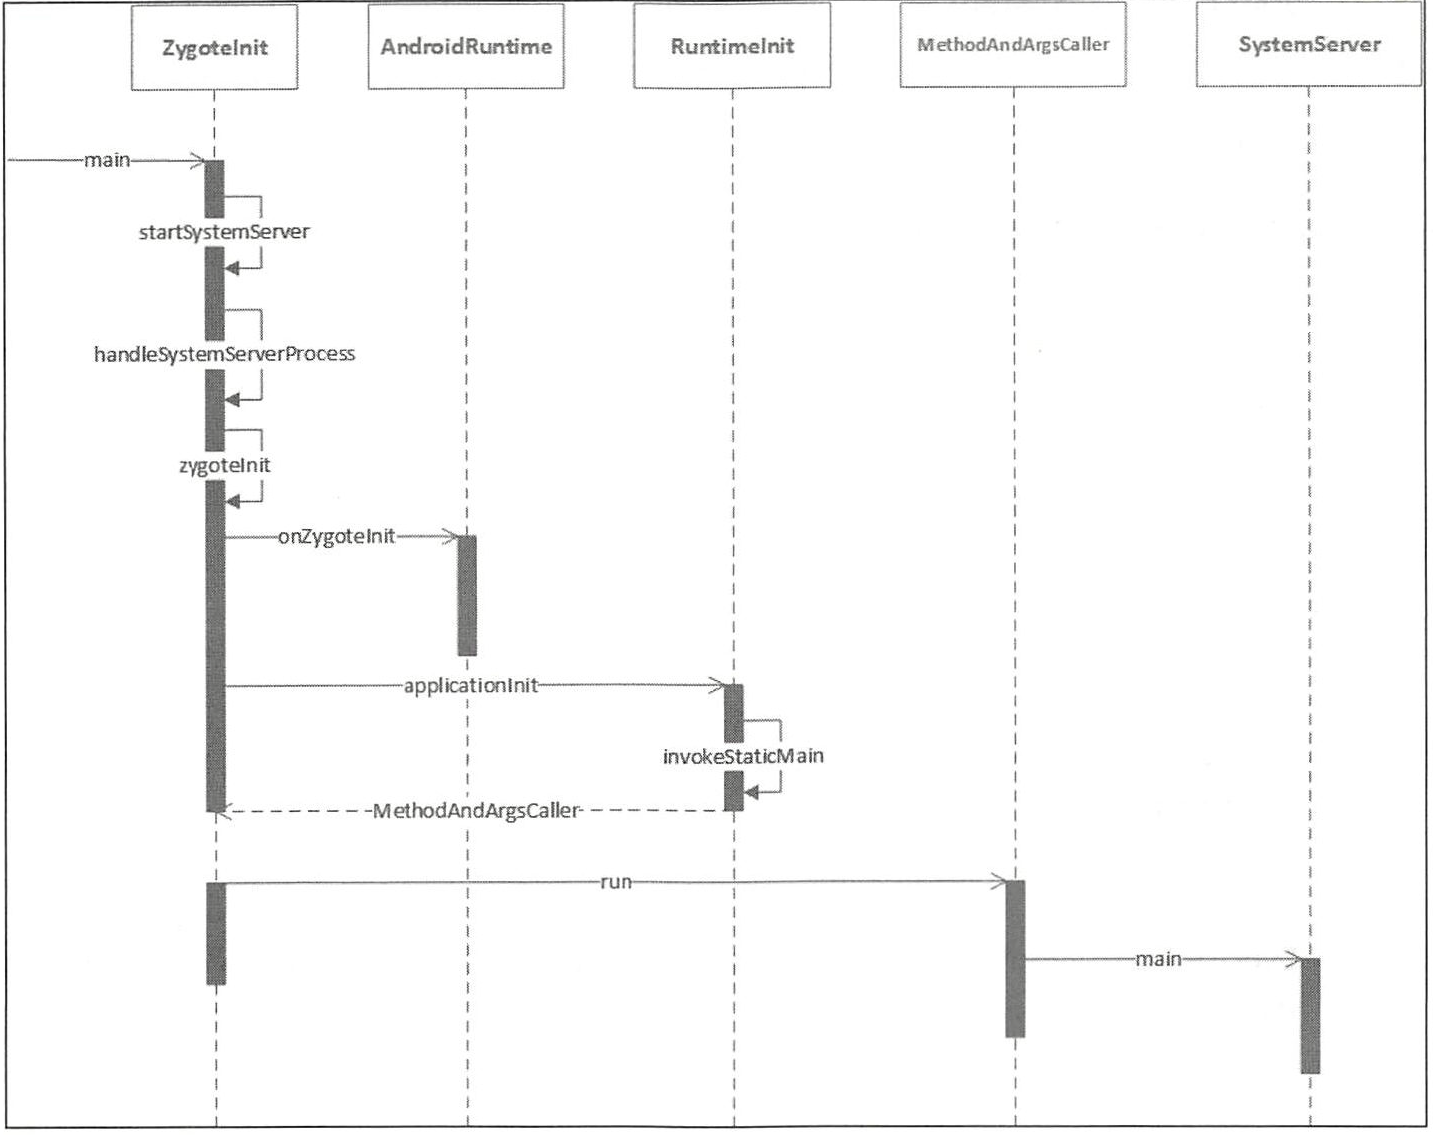 ZygoteInit
AndroidRuntime
RuntimeInit
MethodAndArgsCaller
SystemServer
main
startSystemServer
handleSystemServerProcess
zygoteInit
onZygoteInit
applicationInit
invokeStaticMain
MethodAndArgsCaller
run
main